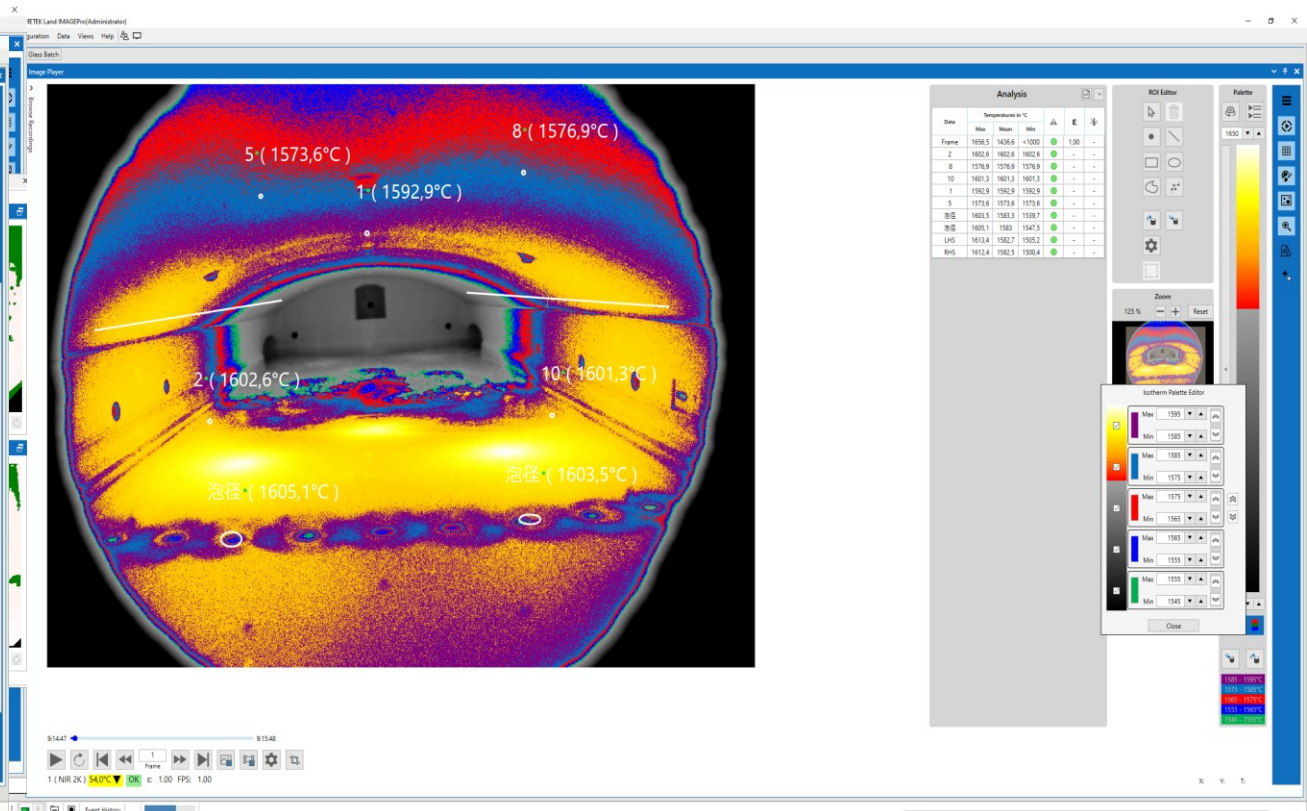 METEK Land IMAGEPro(Administrator)
guration Data Views Help
Glass Batch
Image Player
Browse Recordings
5 ( 1573,6°C )
8 ( 1576,9°C )
1 ( 1592,9°C )
2 ( 1602,6°C )
10 ( 1601,3°C )
泡径 ( 1605,1°C )
泡径 ( 1603,5°C )
Analysis
Data Temperatures in °C ε
Max Mean Min
Frame 1656,5 1436,6 <1000 1,00 -
2 1602,6 1602,6 1602,6 - -
8 1576,9 1576,9 1576,9 - -
10 1601,3 1601,3 1601,3 - -
1 1592,9 1592,9 1592,9 - -
5 1573,6 1573,6 1573,6 - -
泡径 1603,5 1583,3 1539,7 - -
泡径 1605,1 1583 1547,5 - -
LHS 1613,4 1582,7 1505,2 - -
RHS 1612,4 1582,5 1500,4 - -
ROI Editor
Zoom
125 % Reset
Palette
1650
Isotherm Palette Editor
Max 1595
Min 1585
Max 1585
Min 1575
Max 1575
Min 1565
Max 1565
Min 1555
Max 1555
Min 1545
Close
1585 - 1595°C
1575 - 1585°C
1565 - 1575°C
1555 - 1565°C
1545 - 1555°C
9:14:47 9:15:48
1
Frame
1 ( NIR 2K ) 54,0°C OK ε: 1.00 FPS: 1.00
X: Y: T:
Event History